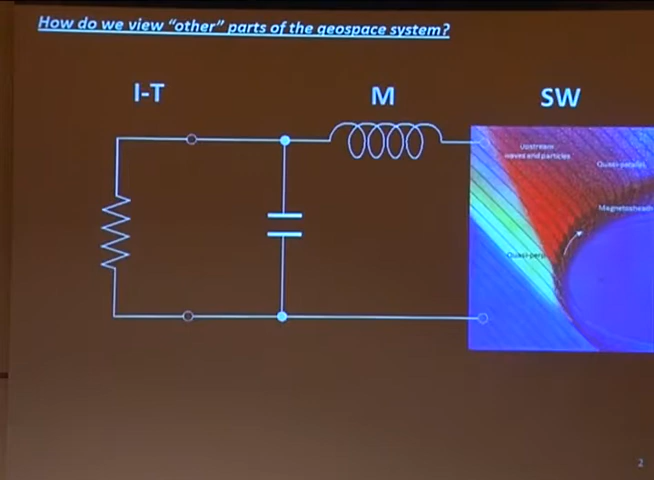 How do we view "other" parts of the geospace system?
I-T
M
SW
Upstream
waves and particles
Quasi-parallel
Magnetosheath
Quasi-perp
2